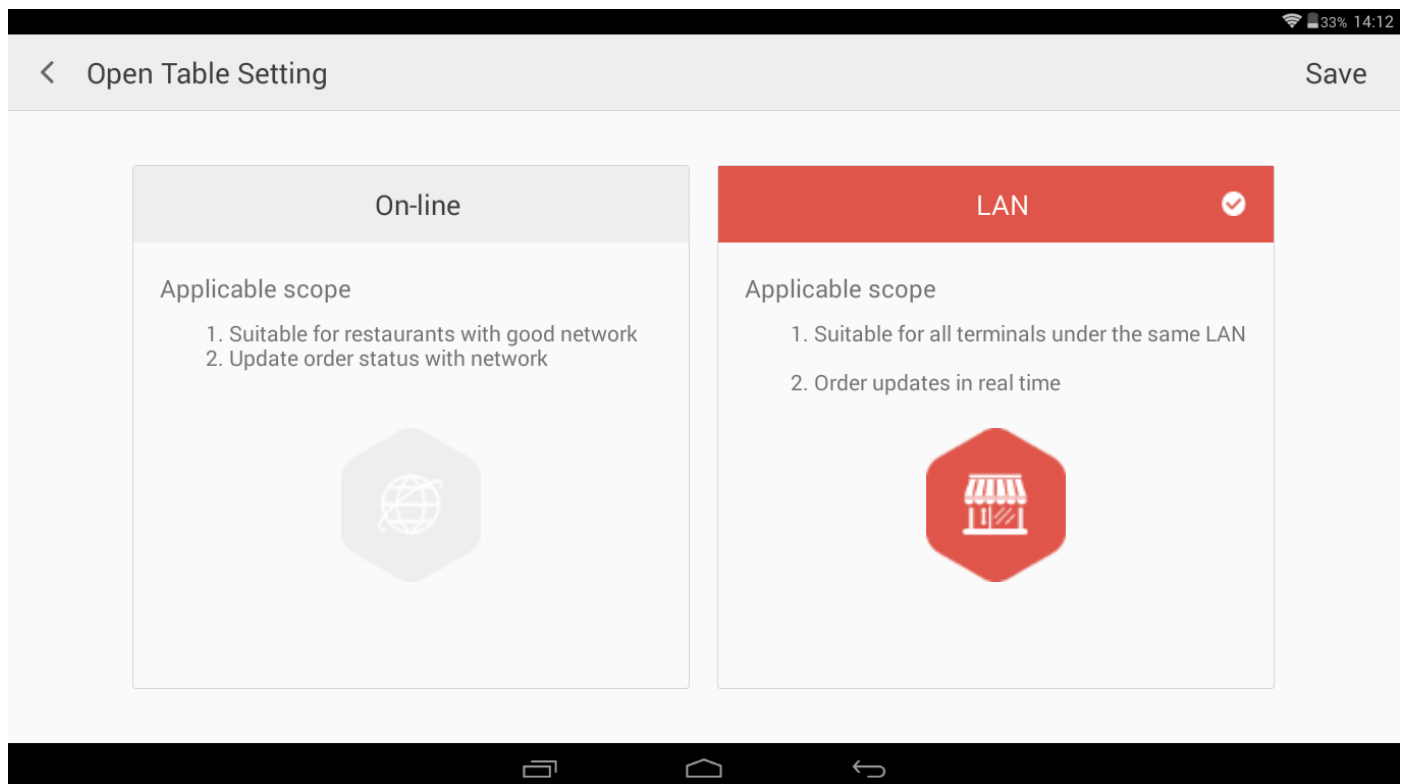 33% 14:12
Open Table Setting
Save
On-line
Applicable scope
1. Suitable for restaurants with good network
2. Update order status with network
LAN
Applicable scope
1. Suitable for all terminals under the same LAN
2. Order updates in real time